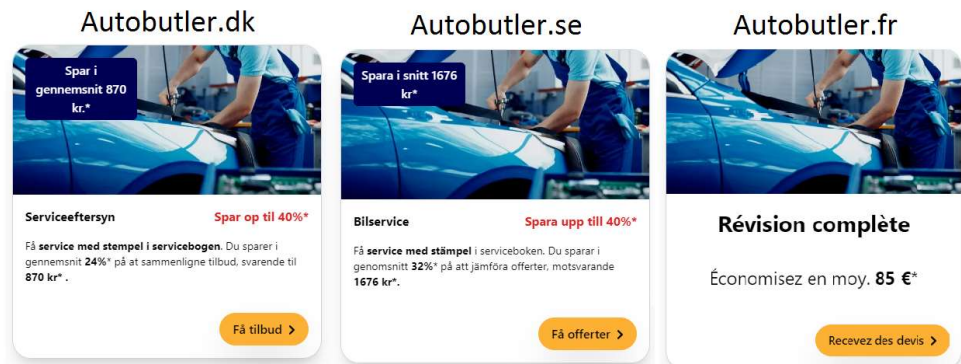 Autobutler.dk
Spar i
gennemsnit 870
kr.*
Serviceeftersyn
Spar op til 40%*
Få service med stempel i servicebogen. Du sparer i
gennemsnit 24%* på at sammenligne tilbud, svarende til
870 kr* .
Få tilbud >
Autobutler.se
Spara i snitt 1676
kr*
Bilservice
Spara upp till 40%*
Få service med stämpel i serviceboken. Du sparar i
genomsnitt 32%* på att jämföra offerter, motsvarande
1676 kr*.
Få offerter >
Autobutler.fr
Révision complète
Économisez en moy. 85 €*
Recevez des devis >